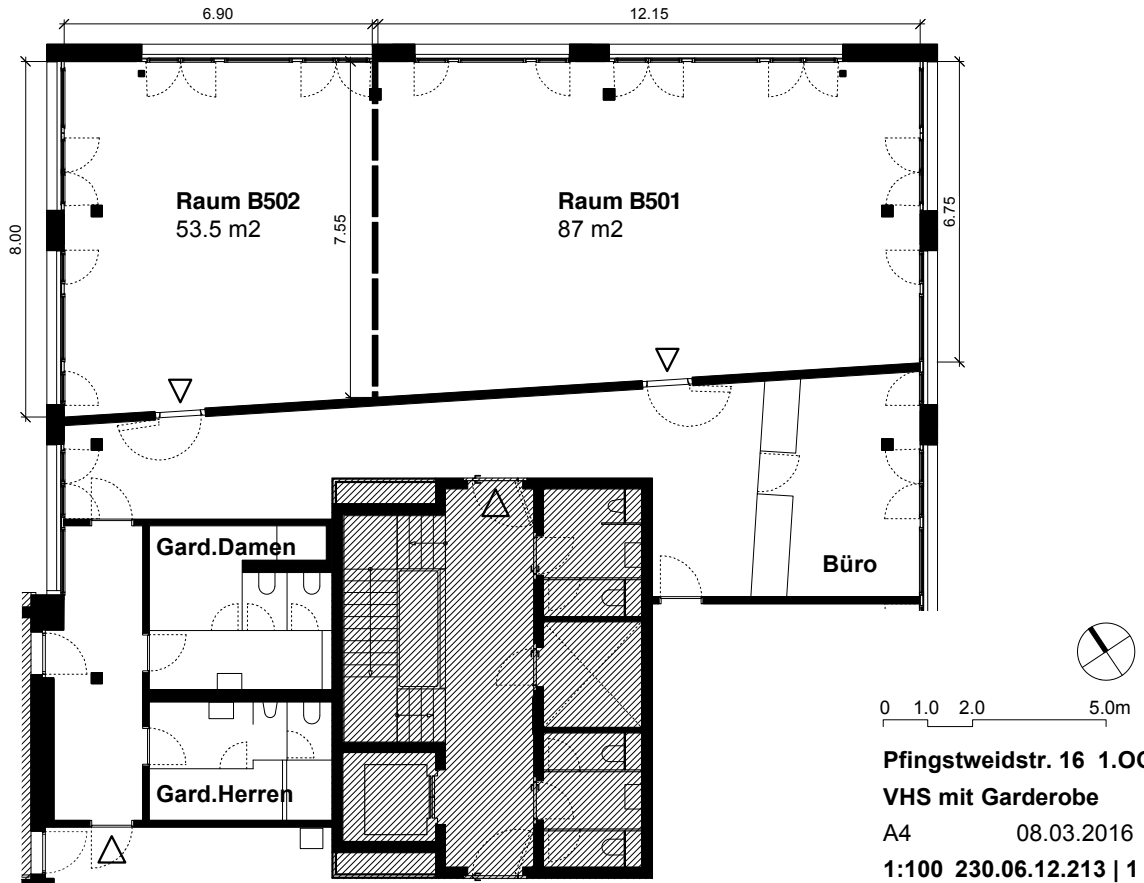 6.90
12.15
8.00
7.55
6.75
Raum B502
53.5 m2
Raum B501
87 m2
Gard.Damen
Büro
Gard.Herren
0 1.0 2.0 5.0m
Pfingstweidstr. 16 1.OG
VHS mit Garderobe
A4 08.03.2016
1:100 230.06.12.213 | 1